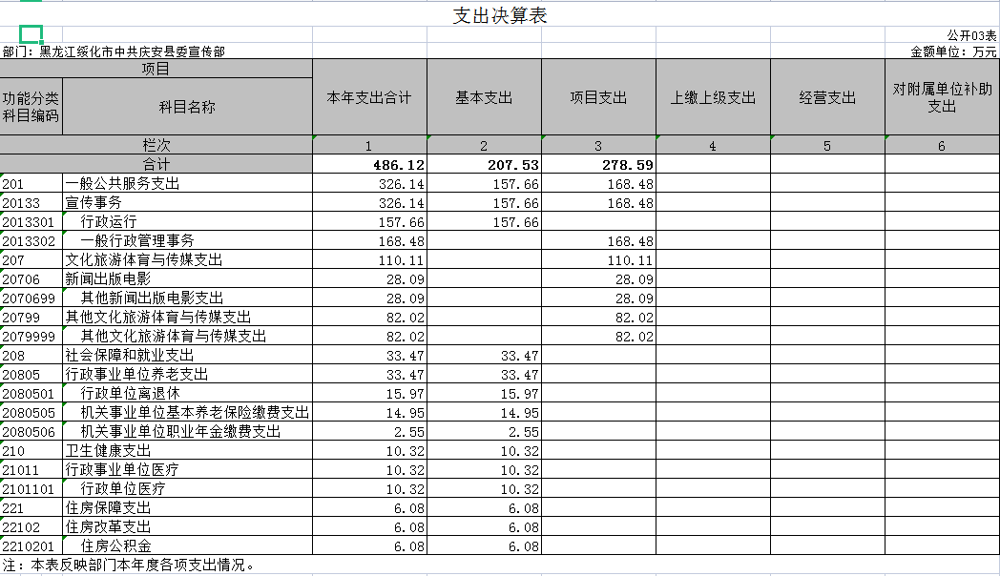 支出决算表
公开03表
部门：黑龙江绥化市中共庆安县委宣传部 金额单位：万元
项目
功能分类科目编码 科目名称 本年支出合计 基本支出 项目支出 上缴上级支出 经营支出 对附属单位补助支出
栏次 1 2 3 4 5 6
合计 486.12 207.53 278.59
201 一般公共服务支出 326.14 157.66 168.48
20133 宣传事务 326.14 157.66 168.48
2013301 行政运行 157.66 157.66
2013302 一般行政管理事务 168.48 168.48
207 文化旅游体育与传媒支出 110.11 110.11
20706 新闻出版电影 28.09 28.09
2070699 其他新闻出版电影支出 28.09 28.09
20799 其他文化旅游体育与传媒支出 82.02 82.02
2079999 其他文化旅游体育与传媒支出 82.02 82.02
208 社会保障和就业支出 33.47 33.47
20805 行政事业单位养老支出 33.47 33.47
2080501 行政单位离退休 15.97 15.97
2080505 机关事业单位基本养老保险缴费支出 14.95 14.95
2080506 机关事业单位职业年金缴费支出 2.55 2.55
210 卫生健康支出 10.32 10.32
21011 行政事业单位医疗 10.32 10.32
2101101 行政单位医疗 10.32 10.32
221 住房保障支出 6.08 6.08
22102 住房改革支出 6.08 6.08
2210201 住房公积金 6.08 6.08
注：本表反映部门本年度各项支出情况。